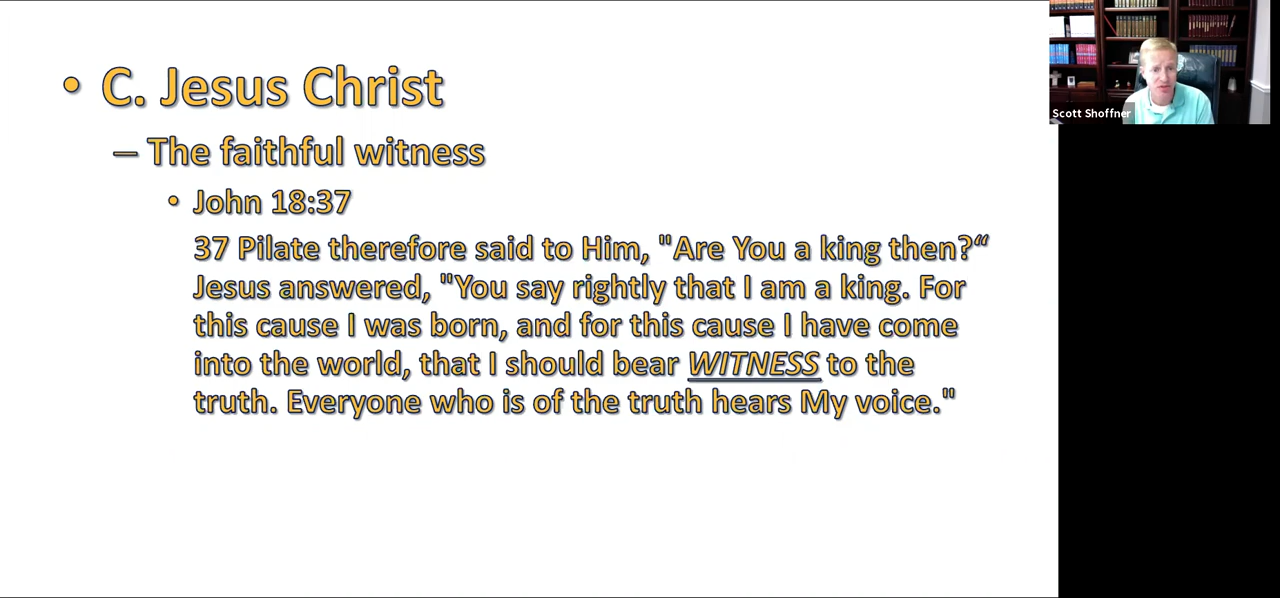 • C. Jesus Christ
– The faithful witness
• John 18:37
37 Pilate therefore said to Him, "Are You a king then?“
Jesus answered, "You say rightly that I am a king. For
this cause I was born, and for this cause I have come
into the world, that I should bear WITNESS to the
truth. Everyone who is of the truth hears My voice."
Scott Shoffner